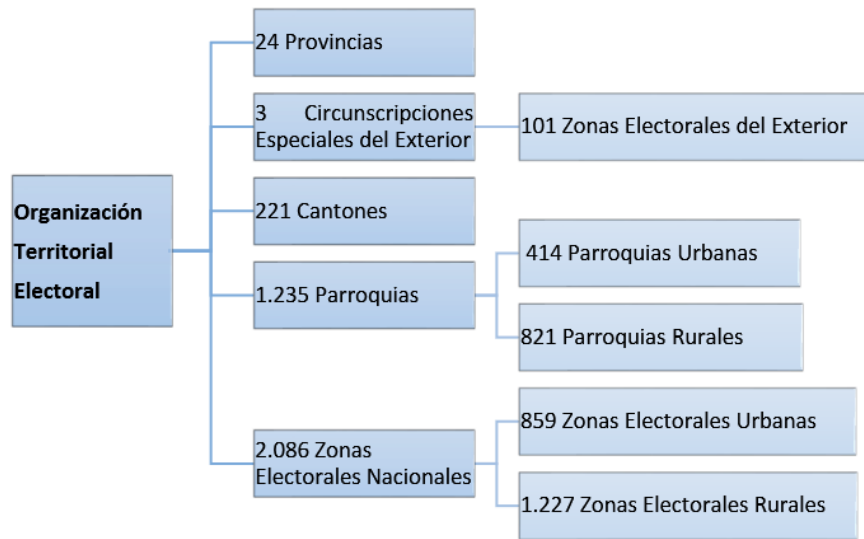 Organización
Territorial
Electoral
24 Provincias
3 Circunscripciones
Especiales del Exterior
101 Zonas Electorales del Exterior
221 Cantones
1.235 Parroquias
414 Parroquias Urbanas
821 Parroquias Rurales
2.086 Zonas
Electorales Nacionales
859 Zonas Electorales Urbanas
1.227 Zonas Electorales Rurales